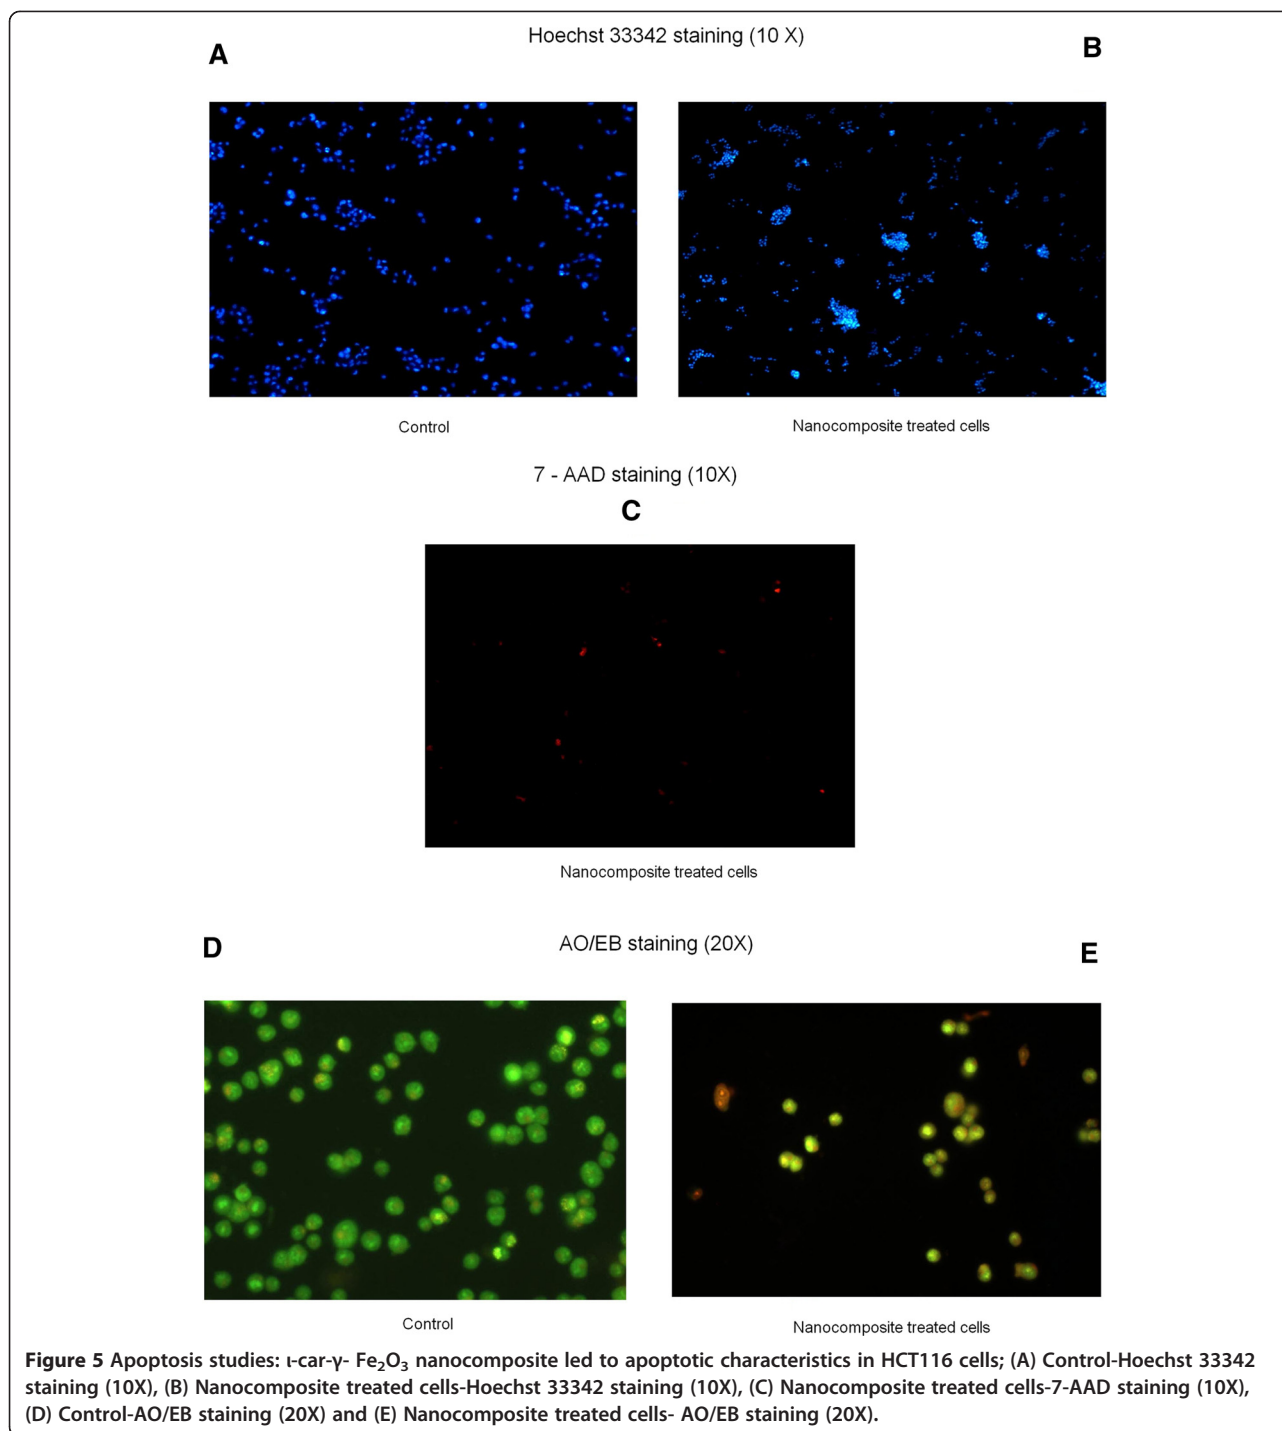 Hoechst 33342 staining (10 X)
A
B
Control
Nanocomposite treated cells
7 - AAD staining (10X)
C
Nanocomposite treated cells
AO/EB staining (20X)
D
E
Control
Nanocomposite treated cells
Figure 5 Apoptosis studies: ι-car-γ- Fe₂O₃ nanocomposite led to apoptotic characteristics in HCT116 cells; (A) Control-Hoechst 33342
staining (10X), (B) Nanocomposite treated cells-Hoechst 33342 staining (10X), (C) Nanocomposite treated cells-7-AAD staining (10X),
(D) Control-AO/EB staining (20X) and (E) Nanocomposite treated cells- AO/EB staining (20X).